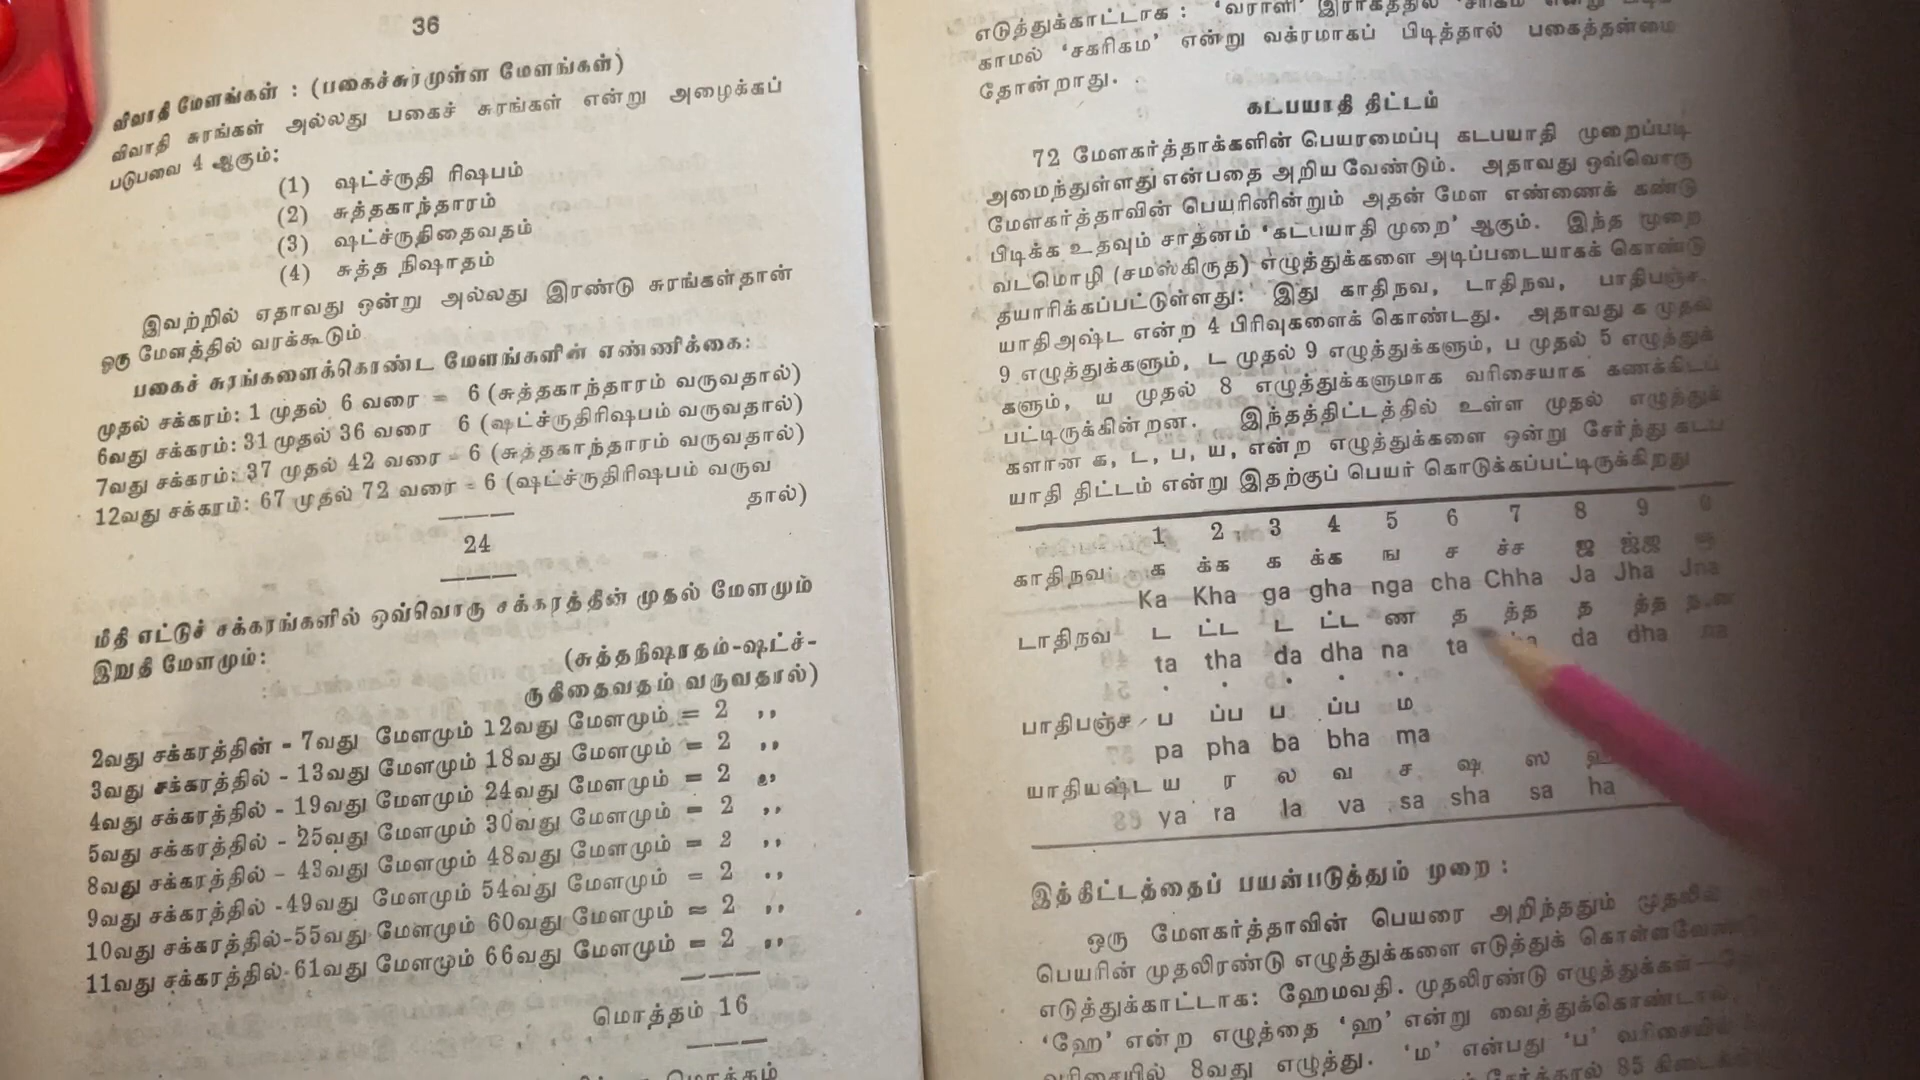 36
விவாதி மேளங்கள் : (பகைச்சுரமுள்ள மேளங்கள்)
விவாதி சுரங்கள் அல்லது பகைச் சுரங்கள் என்று அழைக்கப்
படுபவை 4 ஆகும்:
(1) ஷட்ச்ருதி ரிஷபம்
(2) சுத்தகாந்தாரம்
(3) ஷட்ச்ருதிதைவதம்
(4) சுத்த நிஷாதம்
இவற்றில் ஏதாவது ஒன்று அல்லது இரண்டு சுரங்கள்தான்
ஒரு மேளத்தில் வரக்கூடும்
பகைச் சுரங்களைக்கொண்ட மேளங்களின் எண்ணிக்கை:
முதல் சக்கரம்: 1 முதல் 6 வரை = 6 (சுத்தகாந்தாரம் வருவதால்)
6வது சக்கரம்: 31 முதல் 36 வரை 6 (ஷட்ச்ருதிரிஷபம் வருவதால்)
7வது சக்கரம்: 37 முதல் 42 வரை = 6 (சுத்தகாந்தாரம் வருவதால்)
12வது சக்கரம்: 67 முதல் 72 வரை = 6 (ஷட்ச்ருதிரிஷபம் வருவ
தால்)
24
மீதி எட்டுச் சக்கரங்களில் ஒவ்வொரு சக்கரத்தின் முதல் மேளமும்
இறுதி மேளமும்:
(சுத்தநிஷாதம்-ஷட்ச்-
ருதிதைவதம் வருவதால்)
2வது சக்கரத்தின் - 7வது மேளமும் 12வது மேளமும் = 2 ,,
3வது சக்கரத்தில் - 13வது மேளமும் 18வது மேளமும் = 2 ,,
4வது சக்கரத்தில் - 19வது மேளமும் 24வது மேளமும் = 2 ,,
5வது சக்கரத்தில் - 25வது மேளமும் 30வது மேளமும் = 2 ,,
8வது சக்கரத்தில் - 43வது மேளமும் 48வது மேளமும் = 2 ,,
9வது சக்கரத்தில் -49வது மேளமும் 54வது மேளமும் = 2 ,,
10வது சக்கரத்தில்-55வது மேளமும் 60வது மேளமும் = 2 ,,
11வது சக்கரத்தில்-61வது மேளமும் 66வது மேளமும் = 2 ,,
மொத்தம் 16
மொத்தம்
எடுத்துக்காட்டாக : 'வராளி' இராகத்தில் 'சரிகம' என்று
காமல் 'சகரிகம' என்று வக்ரமாகப் பிடித்தால் பகைத்தன்மை
தோன்றாது.
கடபயாதி திட்டம்
72 மேளகர்த்தாக்களின் பெயரமைப்பு கடபயாதி முறைப்படி
அமைந்துள்ளது என்பதை அறிய வேண்டும். அதாவது ஒவ்வொரு
மேளகர்த்தாவின் பெயரினின்றும் அதன் மேள எண்ணைக் கண்டு
பிடிக்க உதவும் சாதனம் 'கடபயாதி முறை' ஆகும். இந்த முறை
வடமொழி (சமஸ்கிருத) எழுத்துக்களை அடிப்படையாகக் கொண்டு
தயாரிக்கப்பட்டுள்ளது: இது காதிநவ, டாதிநவ, பாதிபஞ்ச,
யாதிஅஷ்ட என்ற 4 பிரிவுகளைக் கொண்டது. அதாவது க முதல்
9 எழுத்துக்களும், ட முதல் 9 எழுத்துக்களும், ப முதல் 5 எழுத்துக்
களும், ய முதல் 8 எழுத்துக்களுமாக வரிசையாக கணக்கிடப்
பட்டிருக்கின்றன. இந்தத்திட்டத்தில் உள்ள முதல் எழுத்துக்
களான க, ட, ப, ய, என்ற எழுத்துக்களை ஒன்று சேர்ந்து கடப
யாதி திட்டம் என்று இதற்குப் பெயர் கொடுக்கப்பட்டிருக்கிறது
1 2 3 4 5 6 7 8 9 0
காதிநவ: க க்க க க்க ங ச ச்ச ஜ ஜ்ஜ
Ka Kha ga gha nga cha Chha Ja Jha Jna
டாதிநவ ட ட்ட ட ட்ட ண த த்த த த்த
ta tha da dha na ta da dha na
பாதிபஞ்ச ப ப்ப ப ப்ப ம
pa pha ba bha ma
யாதியஷ்ட ய ர ல வ ச ஷ ஸ ஹ
ya ra la va sa sha sa ha
இத்திட்டத்தைப் பயன்படுத்தும் முறை :
ஒரு மேளகர்த்தாவின் பெயரை அறிந்ததும் முதலில்
பெயரின் முதலிரண்டு எழுத்துக்களை எடுத்துக்
எடுத்துக்காட்டாக: ஹேமவதி. முதலிரண்டு எழுத்துக்கள்
'ஹே' என்ற எழுத்தை 'ஹ' என்று வைத்துக்கொண்டால்,
வரிசையில் 8வது எழுத்து. 'ம' என்பது 'ப' வரிசையில்
சேர்த்தால் 85